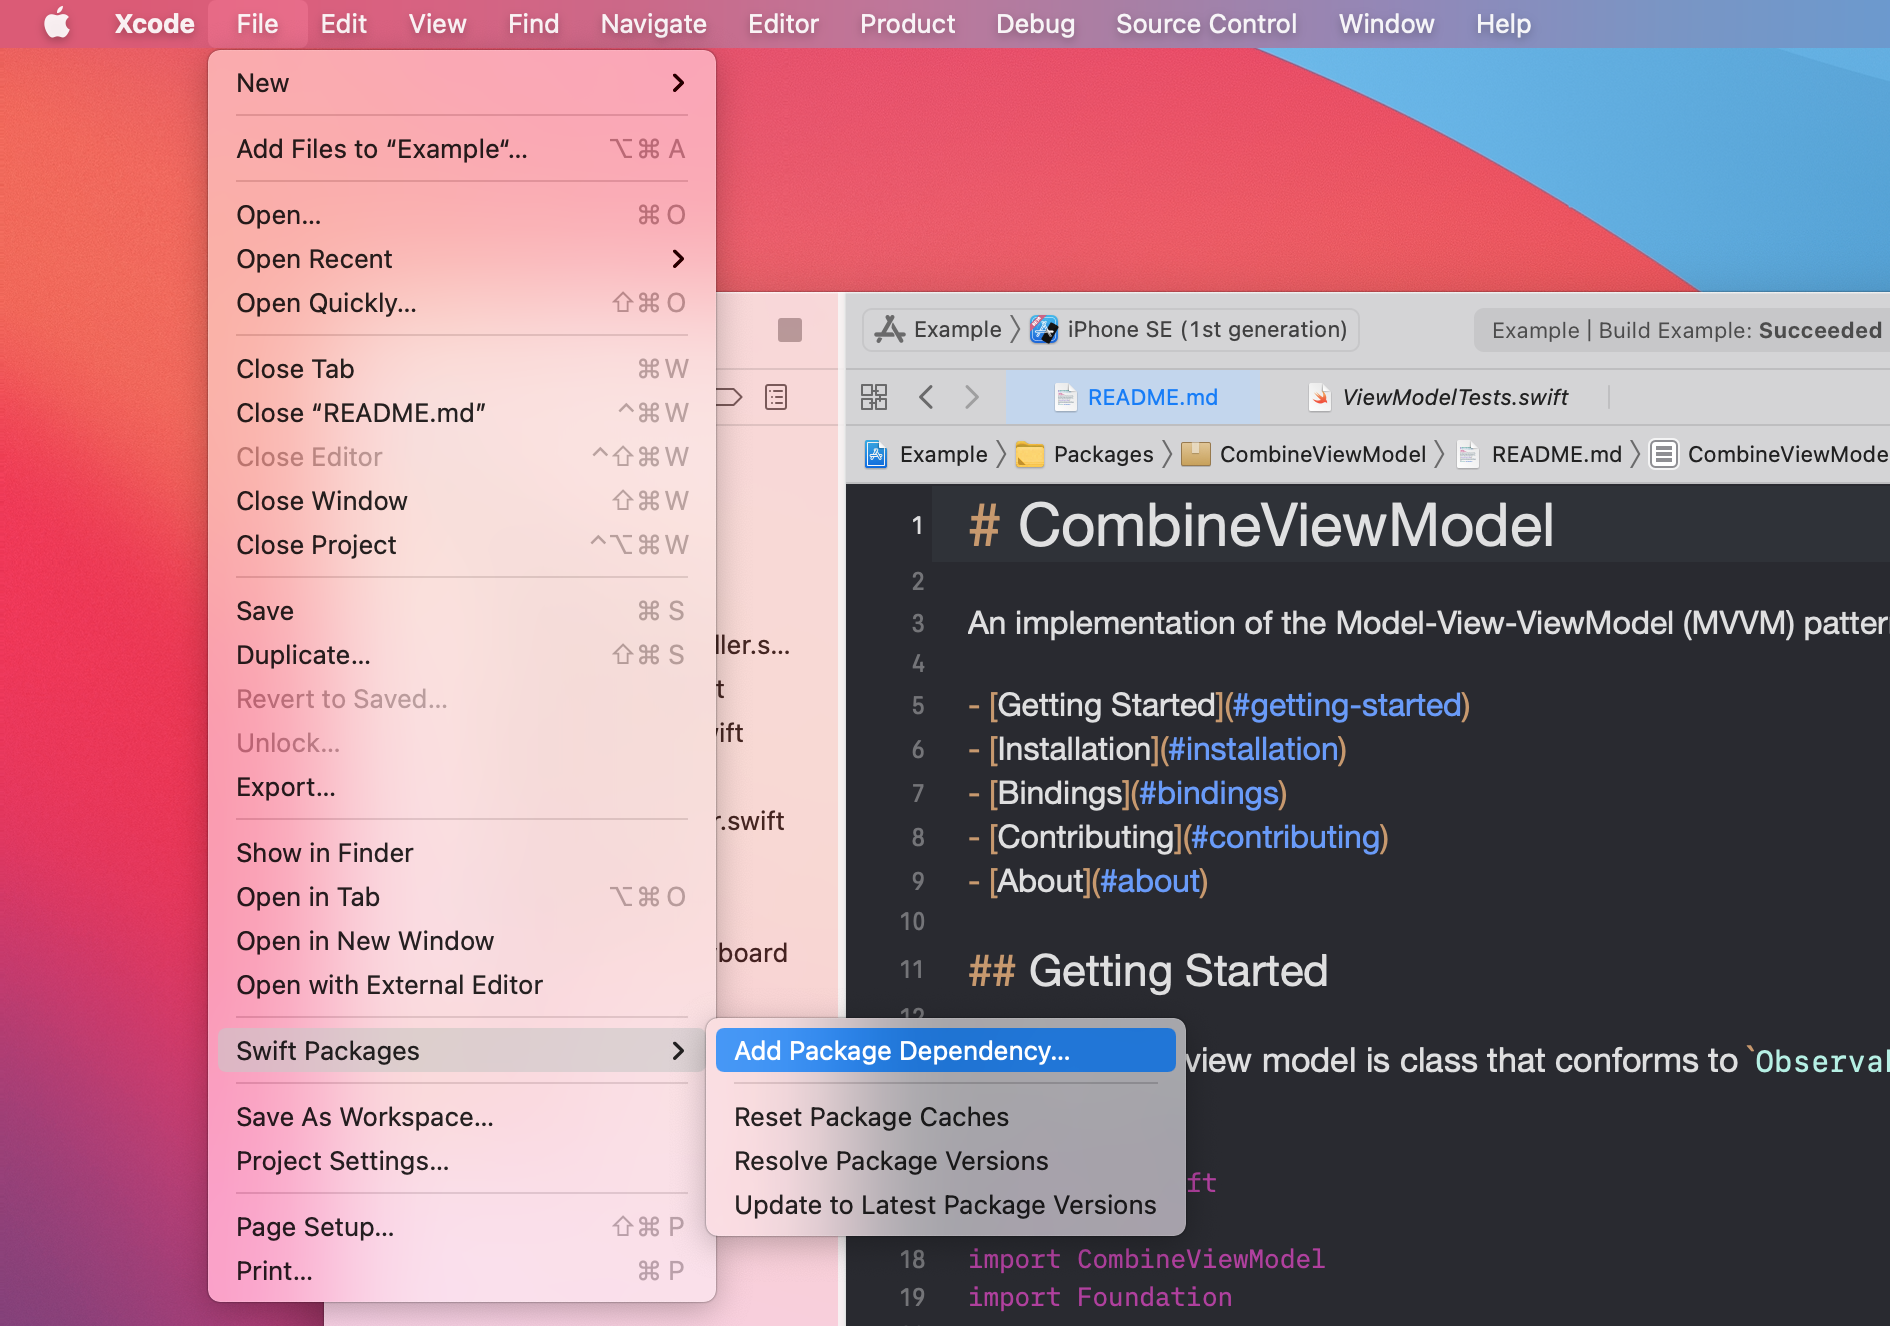 Xcode File Edit View Find Navigate Editor Product Debug Source Control Window Help
New
Add Files to “Example“... ⌥⌘ A
Open... ⌘ O
Open Recent
Open Quickly... ⇧⌘ O
Close Tab ⌘ W
Close “README.md” ^⌘ W
Close Editor ^⇧⌘ W
Close Window ⇧⌘ W
Close Project ^⌥⌘ W
Save ⌘ S
Duplicate... ⇧⌘ S
Revert to Saved...
Unlock...
Export...
Show in Finder
Open in Tab ⌥⌘ O
Open in New Window
Open with External Editor
Swift Packages
Save As Workspace...
Project Settings...
Page Setup... ⇧⌘ P
Print... ⌘ P
Add Package Dependency...
Reset Package Caches
Resolve Package Versions
Update to Latest Package Versions
ller.s...
t
ift
r.swift
board
Example iPhone SE (1st generation)
Example | Build Example: Succeeded
README.md ViewModelTests.swift
Example Packages CombineViewModel README.md CombineViewMode
1 # CombineViewModel
2
3 An implementation of the Model-View-ViewModel (MVVM) patter
4
5 - [Getting Started](#getting-started)
6 - [Installation](#installation)
7 - [Bindings](#bindings)
8 - [Contributing](#contributing)
9 - [About](#about)
10
11 ## Getting Started
12
view model is class that conforms to `Observa
ft
18 import CombineViewModel
19 import Foundation